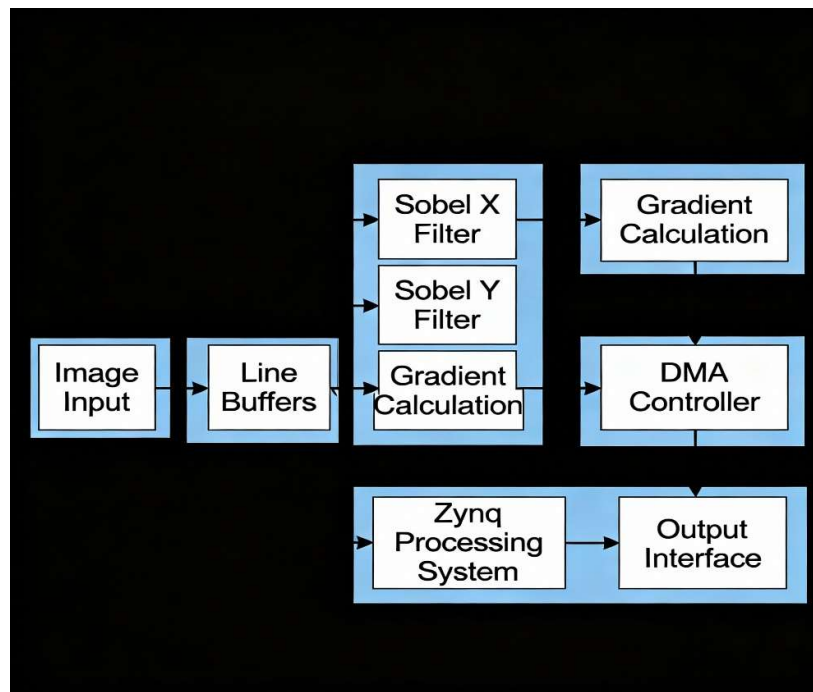 Sobel X
Filter
Gradient
Calculation
Sobel Y
Filter
Image
Input
Line
Buffers
Gradient
Calculation
DMA
Controller
Zynq
Processing
System
Output
Interface